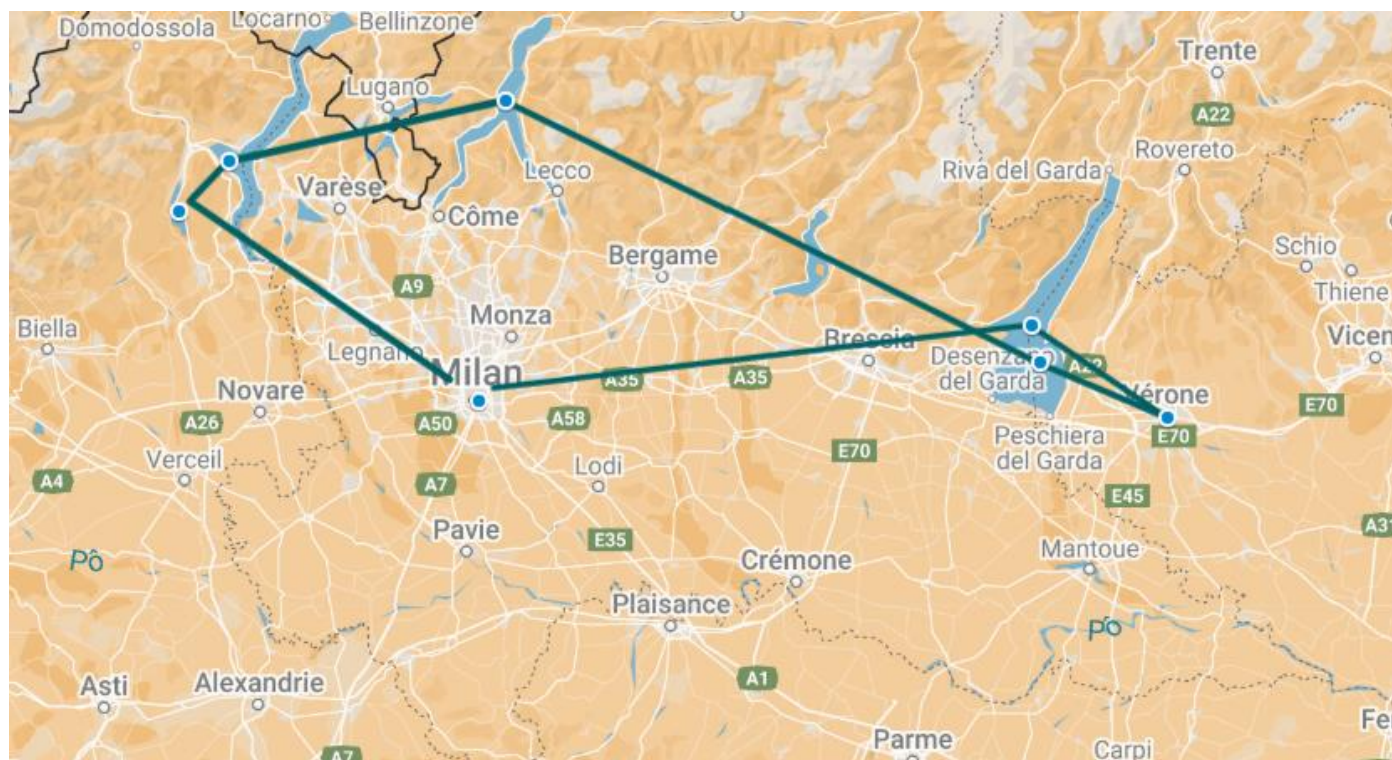 Locarno
Bellinzone
Domodossola
Trente
Lugano
A22
Rovereto
Riva del Garda
Lecco
Varèse
Côme
Schio
Bergame
Thiene
A9
Monza
Biella
Legnano
Brescia
Vicen
Desenzano
del Garda
A22
Milan
A35
A35
Vérone
Novare
A26
A50
A58
E70
E70
Peschiera
del Garda
E70
Verceil
A4
A7
Lodi
E45
A31
Pavie
E35
Mantoue
Pô
Crémone
Plaisance
Pô
Asti
Alexandrie
A1
Fe
Parme
Carpi
A7